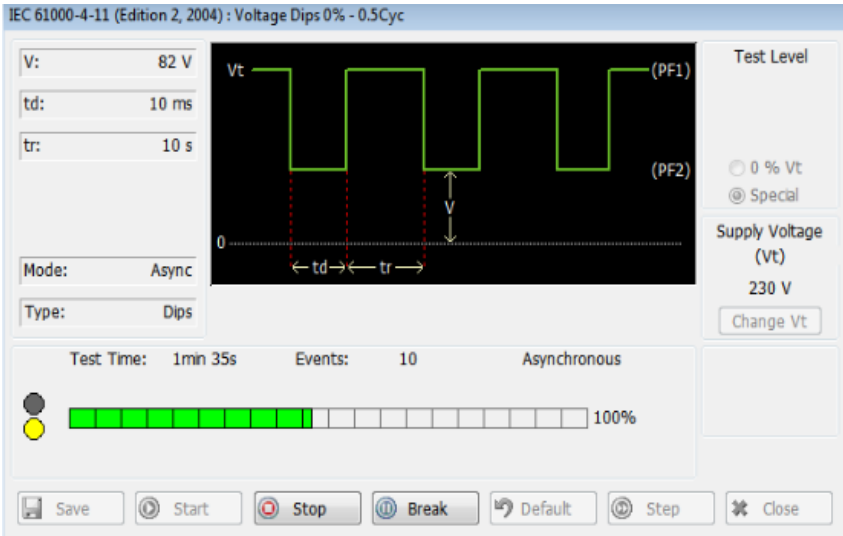 IEC 61000-4-11 (Edition 2, 2004) : Voltage Dips 0% - 0.5Cyc
V: 82 V
td: 10 ms
tr: 10 s
Mode: Async
Type: Dips
Vt
(PF1)
(PF2)
V
0
td
tr
Test Level
0 % Vt
Special
Supply Voltage
(Vt)
230 V
Change Vt
Test Time: 1min 35s Events: 10 Asynchronous
100%
Save Start Stop Break Default Step Close